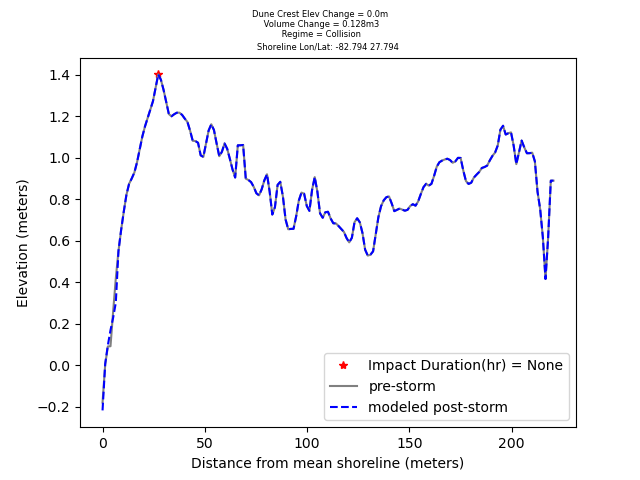 Dune Crest Elev Change = 0.0m
Volume Change = 0.128m3
Regime = Collision
Shoreline Lon/Lat: -82.794 27.794
1.4
1.2
1.0
0.8
0.6
0.4
0.2
0.0
−0.2
Elevation (meters)
Impact Duration(hr) = None
pre-storm
modeled post-storm
0 50 100 150 200
Distance from mean shoreline (meters)